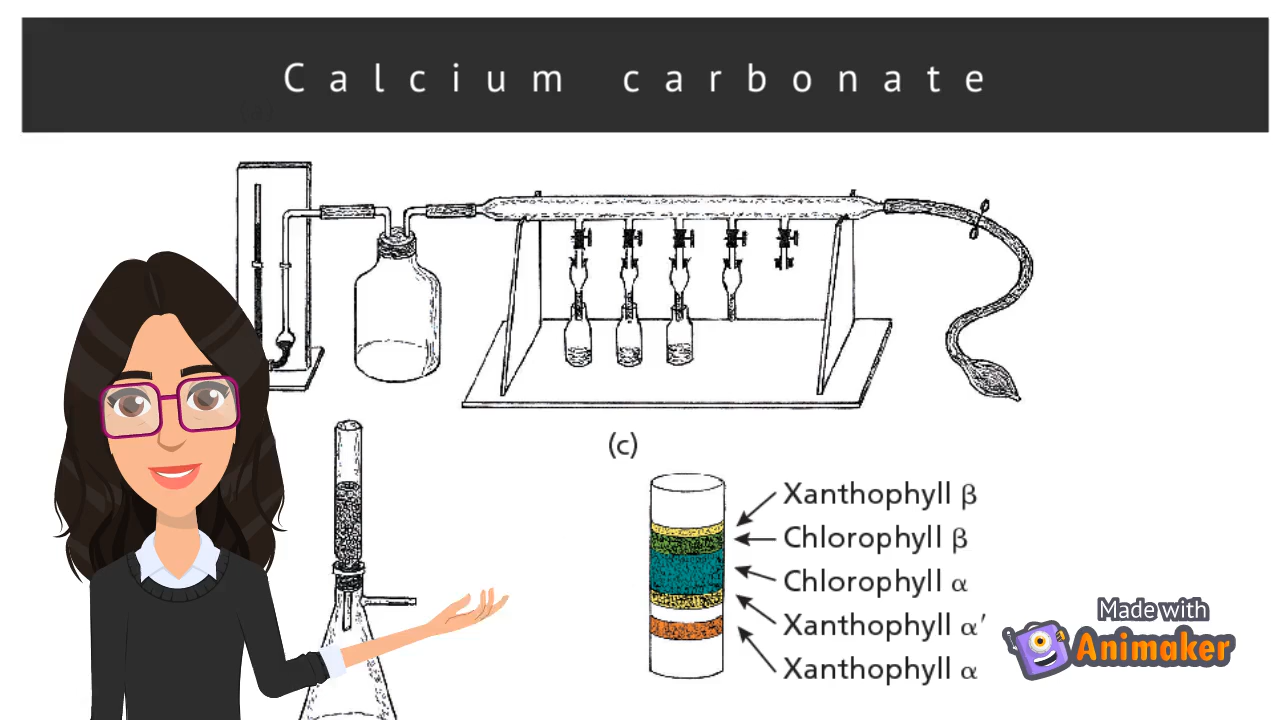 Calcium carbonate
(c)
Xanthophyll β
Chlorophyll β
Chlorophyll α
Xanthophyll α′
Xanthophyll α
Made with
Animaker